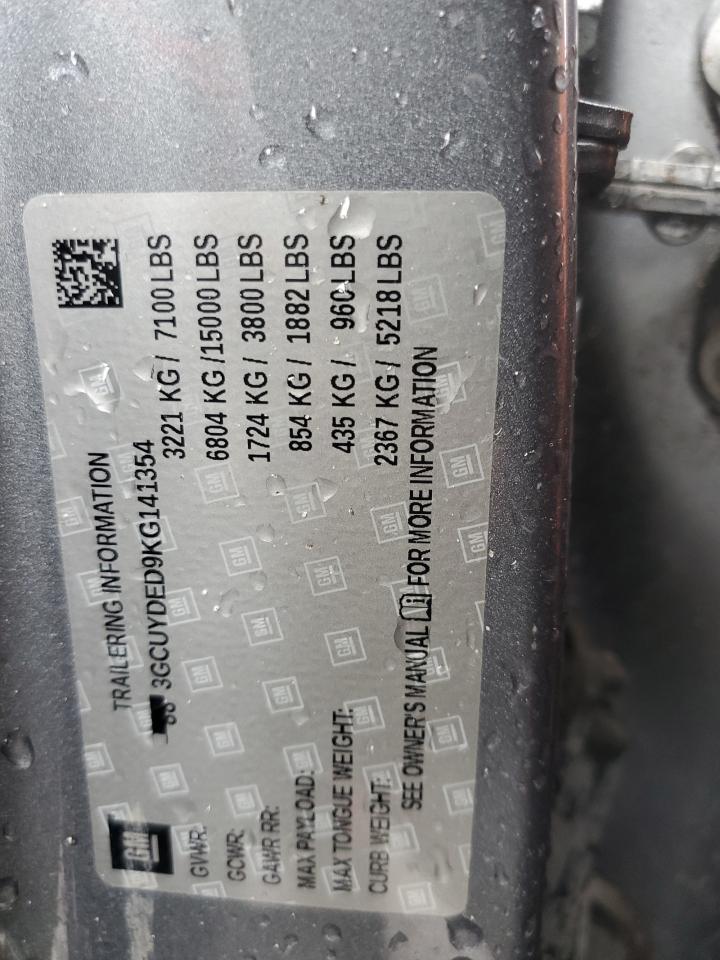 GM
TRAILERING INFORMATION
3GCUYDED9KG141354
GVWR: 3221 KG / 7100 LBS
GCWR: 6804 KG /15000 LBS
GAWR RR: 1724 KG / 3800 LBS
MAX PAYLOAD: 854 KG / 1882 LBS
MAX TONGUE WEIGHT: 435 KG / 960 LBS
CURB WEIGHT: 2367 KG / 5218 LBS
SEE OWNER'S MANUAL FOR MORE INFORMATION